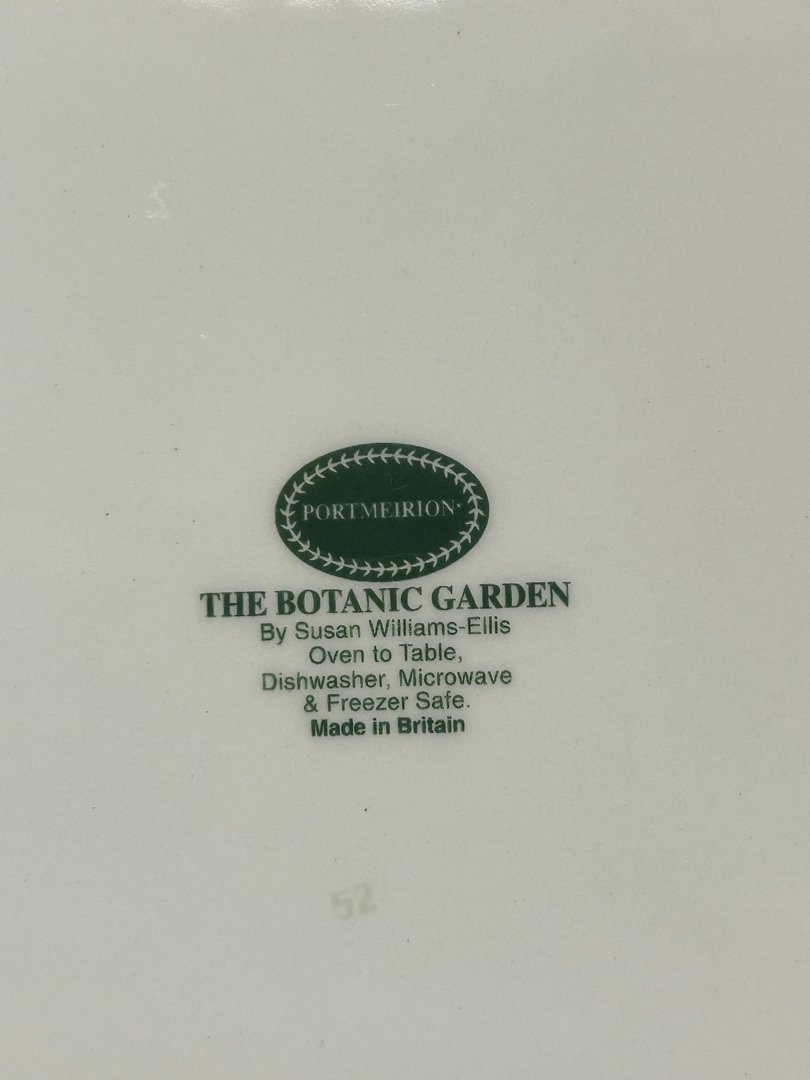 PORTMEIRION
THE BOTANIC GARDEN
By Susan Williams-Ellis
Oven to Table,
Dishwasher, Microwave
& Freezer Safe.
Made in Britain
52